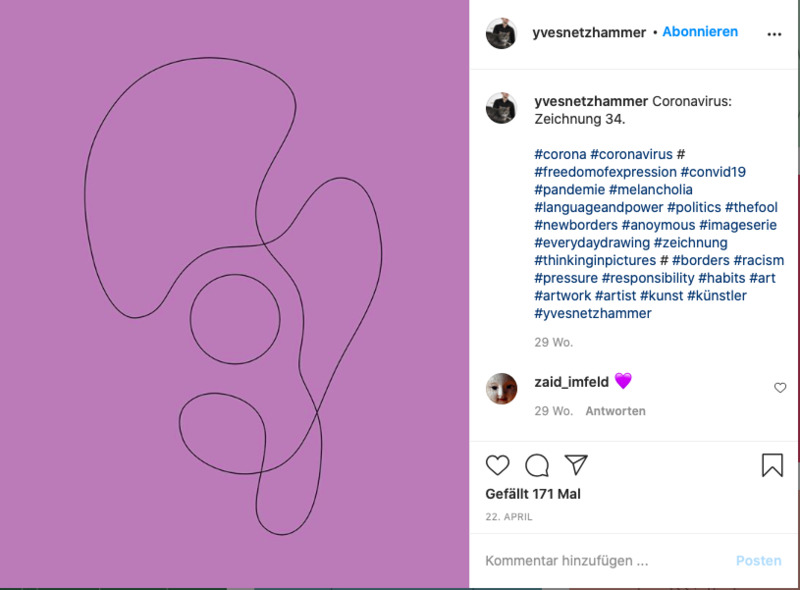 yvesnetzhammer • Abonnieren
yvesnetzhammer Coronavirus:
Zeichnung 34.
#corona #coronavirus #
#freedomofexpression #convid19
#pandemie #melancholia
#languageandpower #politics #thefool
#newborders #anoymous #imageserie
#everydaydrawing #zeichnung
#thinkinginpictures # #borders #racism
#pressure #responsibility #habits #art
#artwork #artist #kunst #künstler
#yvesnetzhammer
29 Wo.
zaid_imfeld 💜
29 Wo. Antworten
Gefällt 171 Mal
22. APRIL
Kommentar hinzufügen ... Posten